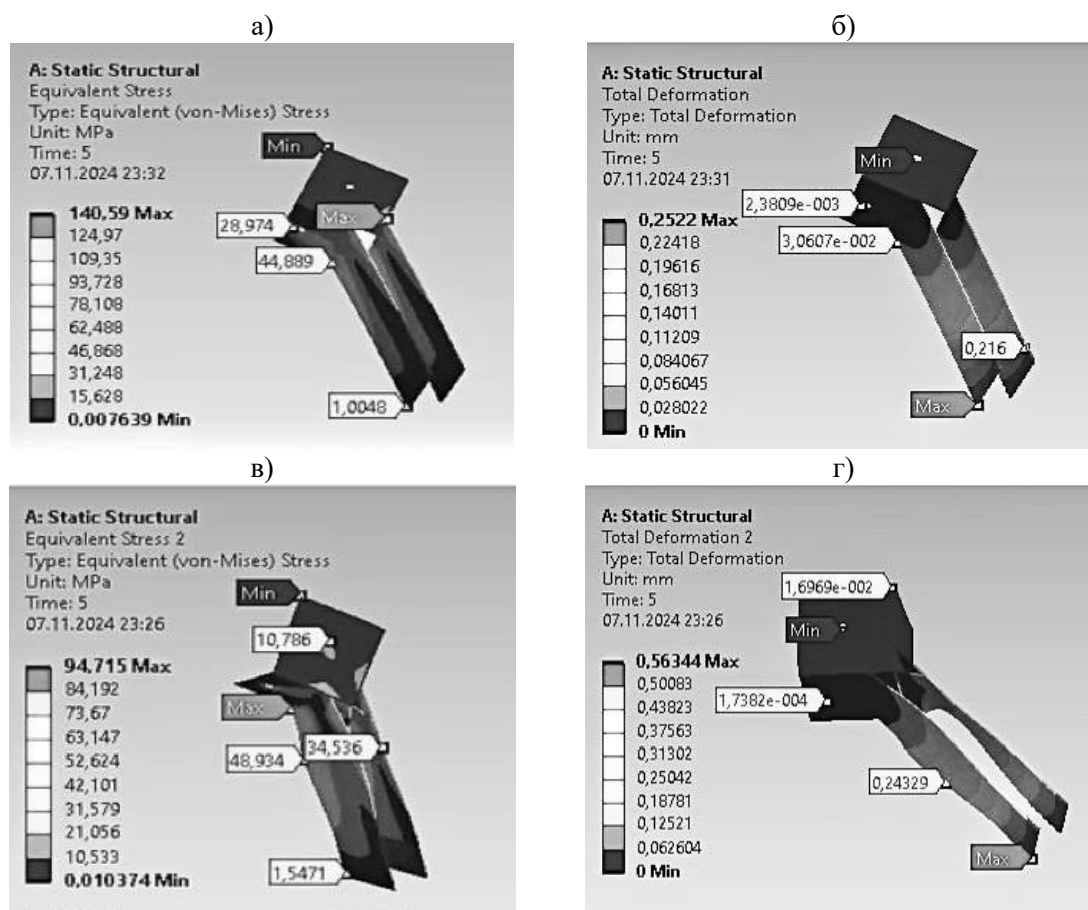 а)
A: Static Structural
Equivalent Stress
Type: Equivalent (von-Mises) Stress
Unit: MPa
Time: 5
07.11.2024 23:32
140,59 Max
124,97
109,35
93,728
78,108
62,488
46,868
31,248
15,628
0,007639 Min
Min
Max
28,974
44,889
1,0048
б)
A: Static Structural
Total Deformation
Type: Total Deformation
Unit: mm
Time: 5
07.11.2024 23:31
0,2522 Max
0,22418
0,19616
0,16813
0,14011
0,11209
0,084067
0,056045
0,028022
0 Min
Min
2,3809e-003
3,0607e-002
0,216
Max
в)
A: Static Structural
Equivalent Stress 2
Type: Equivalent (von-Mises) Stress
Unit: MPa
Time: 5
07.11.2024 23:26
94,715 Max
84,192
73,67
63,147
52,624
42,101
31,579
21,056
10,533
0,010374 Min
Min
10,786
Max
34,536
48,934
1,5471
г)
A: Static Structural
Total Deformation 2
Type: Total Deformation
Unit: mm
Time: 5
07.11.2024 23:26
0,56344 Max
0,50083
0,43823
0,37563
0,31302
0,25042
0,18781
0,12521
0,062604
0 Min
1,6969e-002
Min
1,7382e-004
0,24329
Max